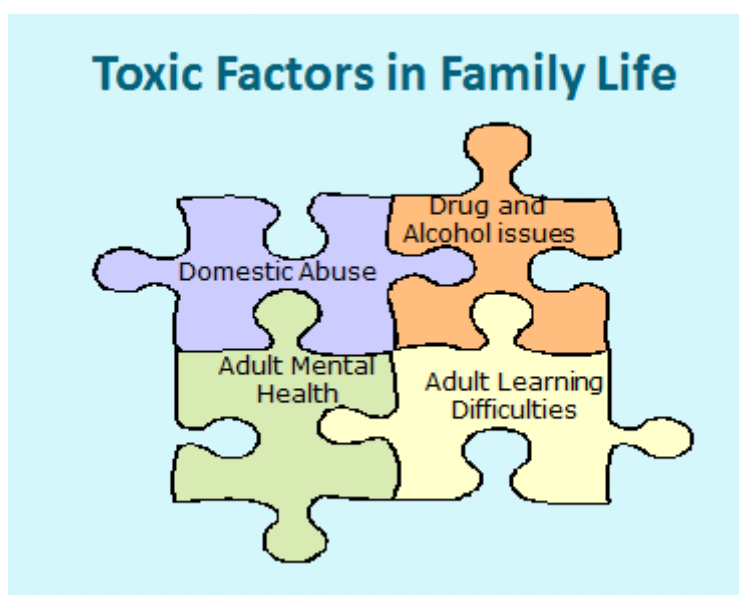 Toxic Factors in Family Life
Drug and
Alcohol issues
Domestic Abuse
Adult Mental
Health
Adult Learning
Difficulties